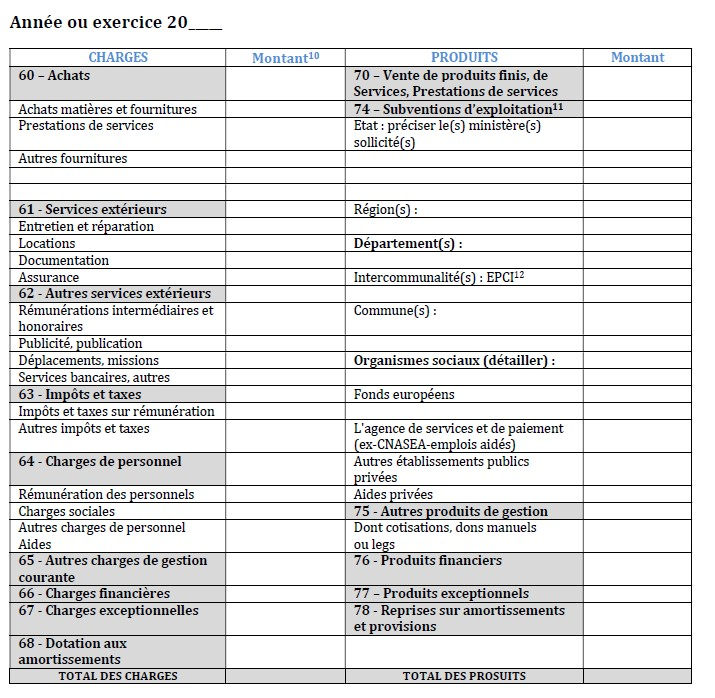 Année ou exercice 20_____
CHARGES Montant10 PRODUITS Montant
60 – Achats 70 – Vente de produits finis, de
Services, Prestations de services
Achats matières et fournitures 74 – Subventions d'exploitation11
Prestations de services Etat : préciser le(s) ministère(s)
sollicité(s)
Autres fournitures
61 - Services extérieurs Région(s) :
Entretien et réparation
Locations Département(s) :
Documentation
Assurance Intercommunalité(s) : EPCI12
62 - Autres services extérieurs
Rémunérations intermédiaires et Commune(s) :
honoraires
Publicité, publication
Déplacements, missions Organismes sociaux (détailler) :
Services bancaires, autres
63 - Impôts et taxes Fonds européens
Impôts et taxes sur rémunération
Autres impôts et taxes L'agence de services et de paiement
(ex-CNASEA-emplois aidés)
64 - Charges de personnel Autres établissements publics
privées
Rémunération des personnels Aides privées
Charges sociales 75 - Autres produits de gestion
Autres charges de personnel Dont cotisations, dons manuels
Aides ou legs
65 - Autres charges de gestion 76 - Produits financiers
courante
66 - Charges financières 77 – Produits exceptionnels
67 - Charges exceptionnelles 78 - Reprises sur amortissements
et provisions
68 - Dotation aux
amortissements
TOTAL DES CHARGES TOTAL DES PROSUITS